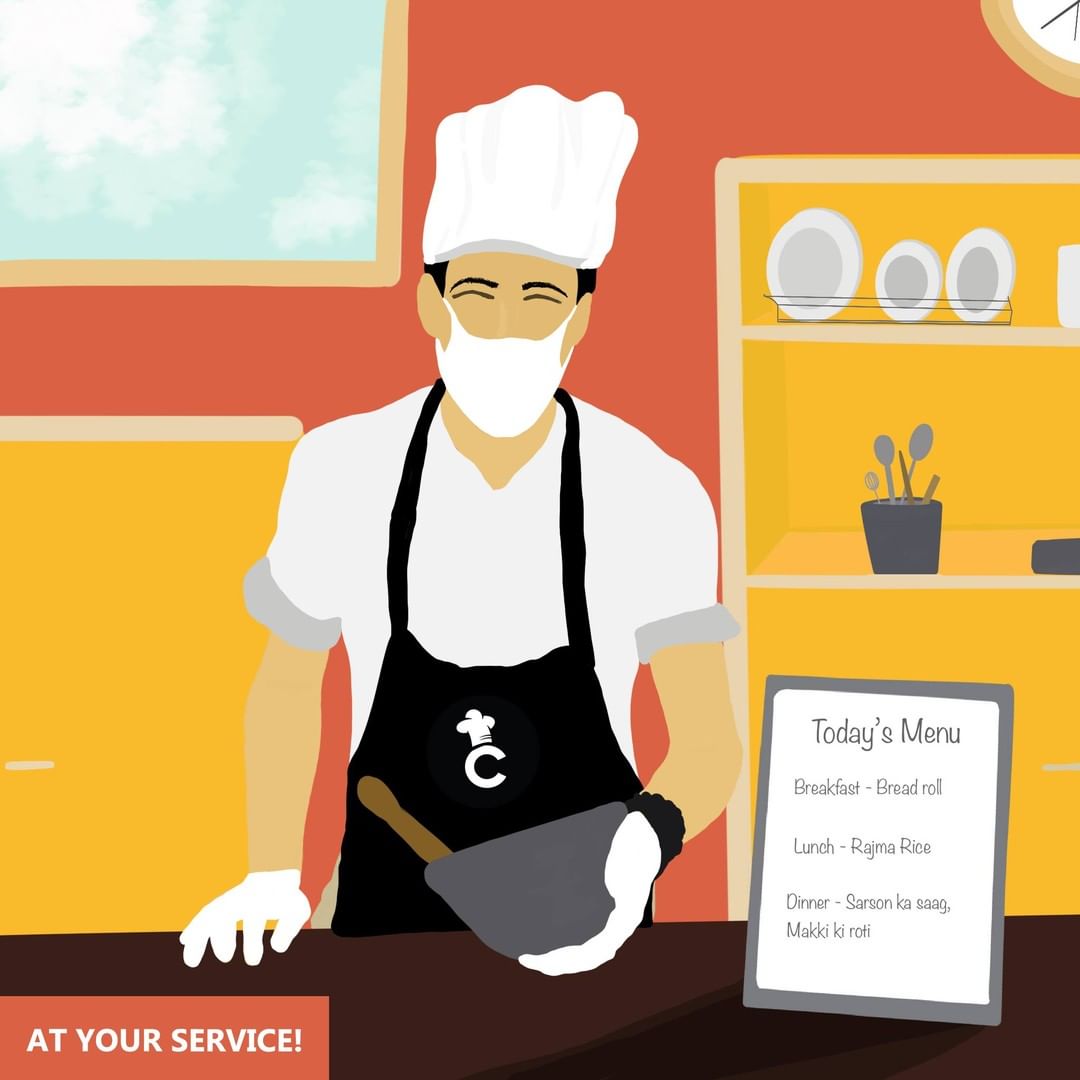 C
Today's Menu
Breakfast - Bread roll
Lunch - Rajma Rice
Dinner - Sarson ka saag,
Makki ki roti
AT YOUR SERVICE!